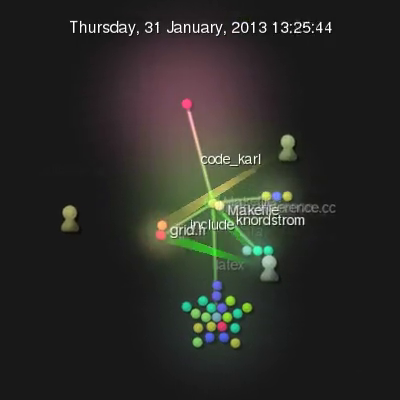 Thursday, 31 January, 2013 13:25:44
code_karl
Makefile
include
knordstrom
grid.h
latex